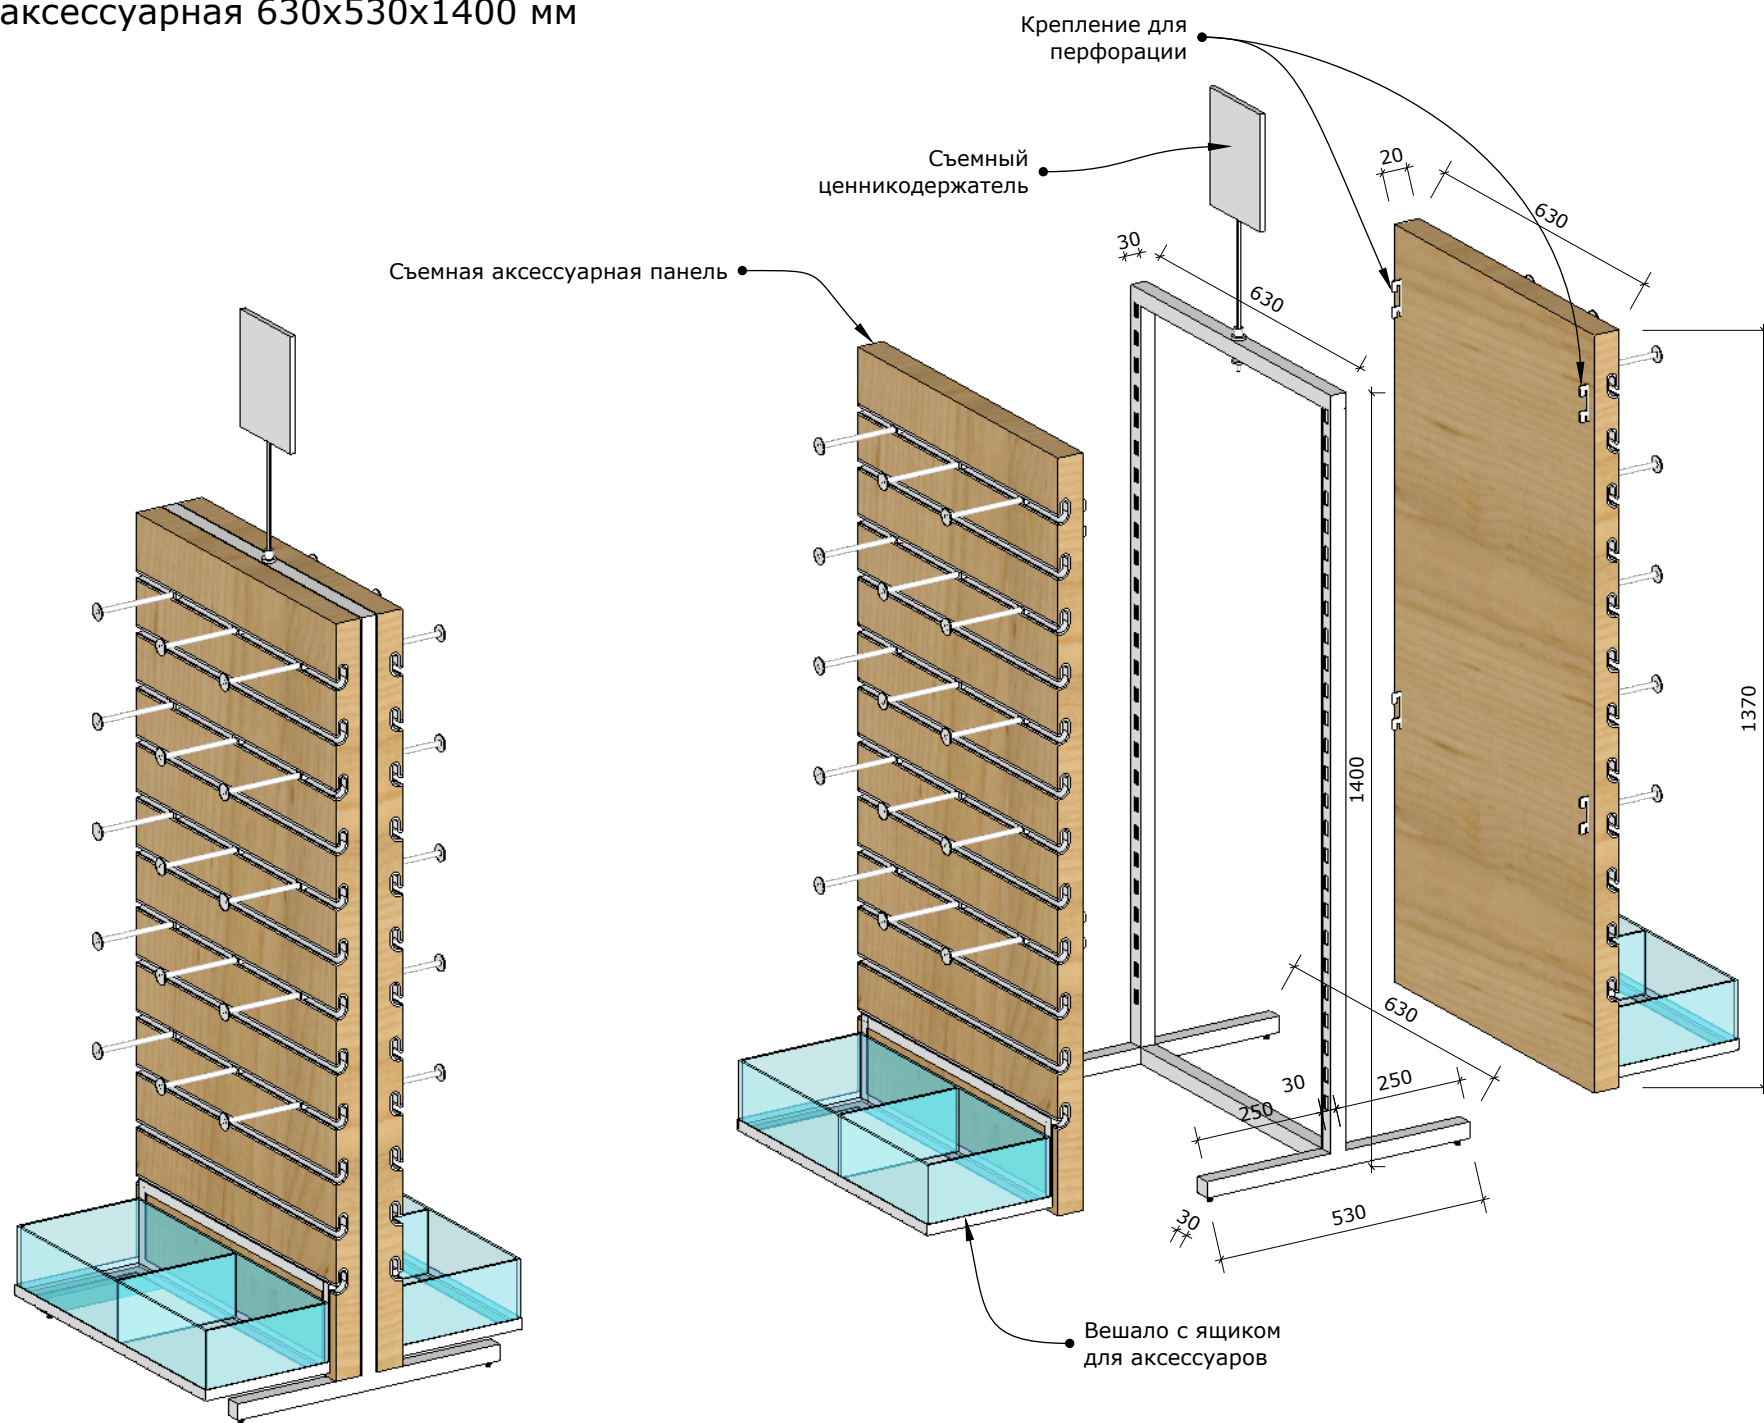 аксессуарная 630х530х1400 мм
Крепление для
перфорации
Съемный
ценникодержатель
Съемная аксессуарная панель
20
630
30
630
1370
1400
630
30
250
250
30
530
Вешало с ящиком
для аксессуаров